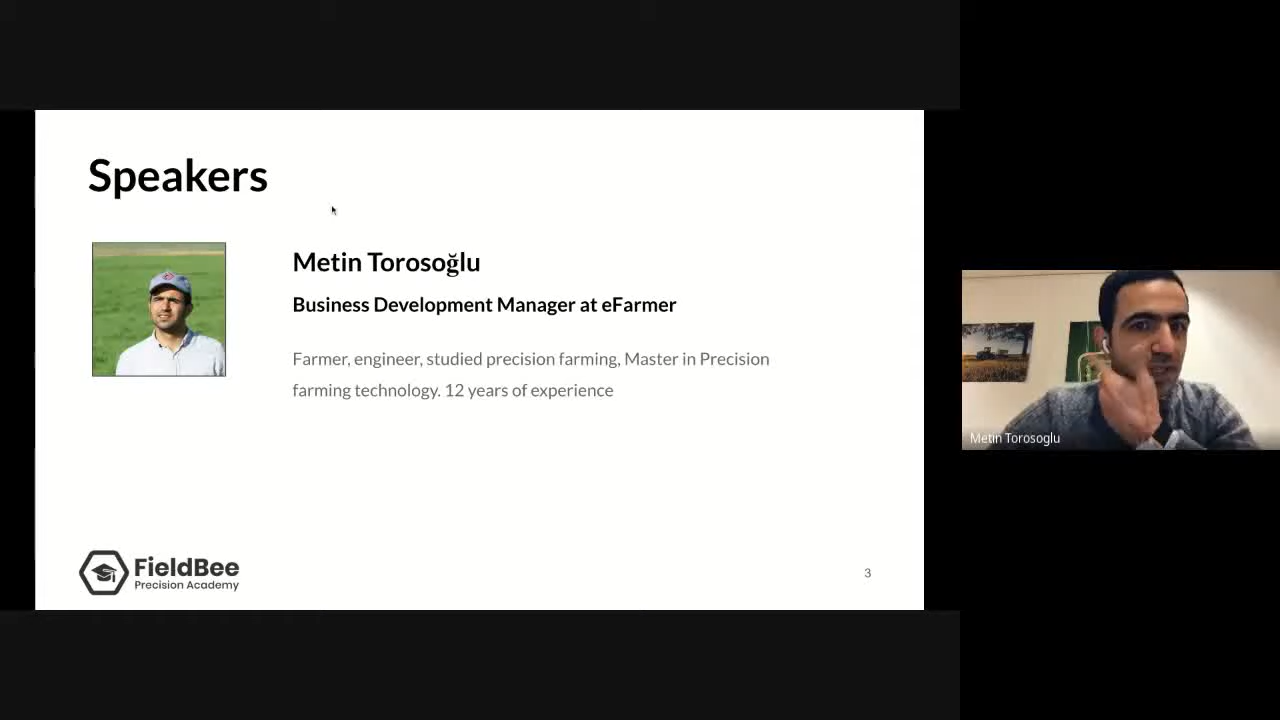 Speakers
Metin Torosoğlu
Business Development Manager at eFarmer
Farmer, engineer, studied precision farming, Master in Precision
farming technology. 12 years of experience
FieldBee
Precision Academy
3
Metin Torosoglu